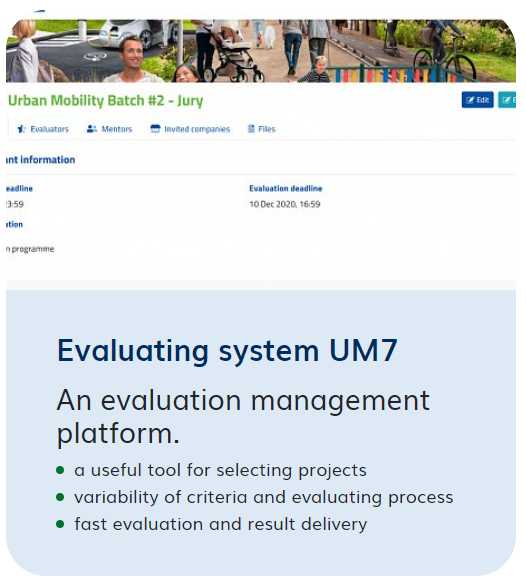 Urban Mobility Batch #2 - Jury
Edit
Evaluators Mentors Invited companies Files
nt information
eadline Evaluation deadline
23:59 10 Dec 2020, 16:59
ation
n programme
Evaluating system UM7
An evaluation management
platform.
a useful tool for selecting projects
variability of criteria and evaluating process
fast evaluation and result delivery